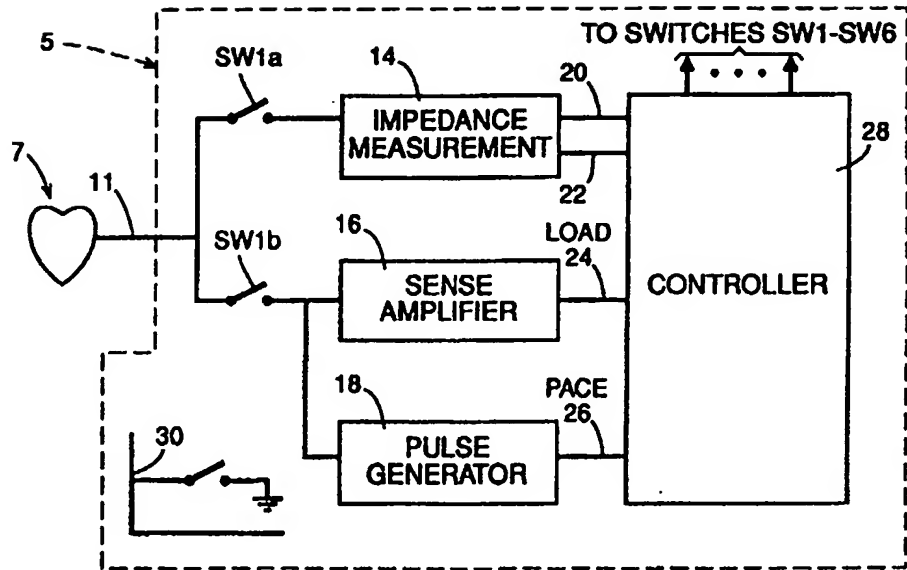 TO SWITCHES SW1-SW6
5
SW1a
14
20
IMPEDANCE
MEASUREMENT
28
7
11
22
SW1b
16
LOAD
24
SENSE
AMPLIFIER
CONTROLLER
18
PACE
26
30
PULSE
GENERATOR